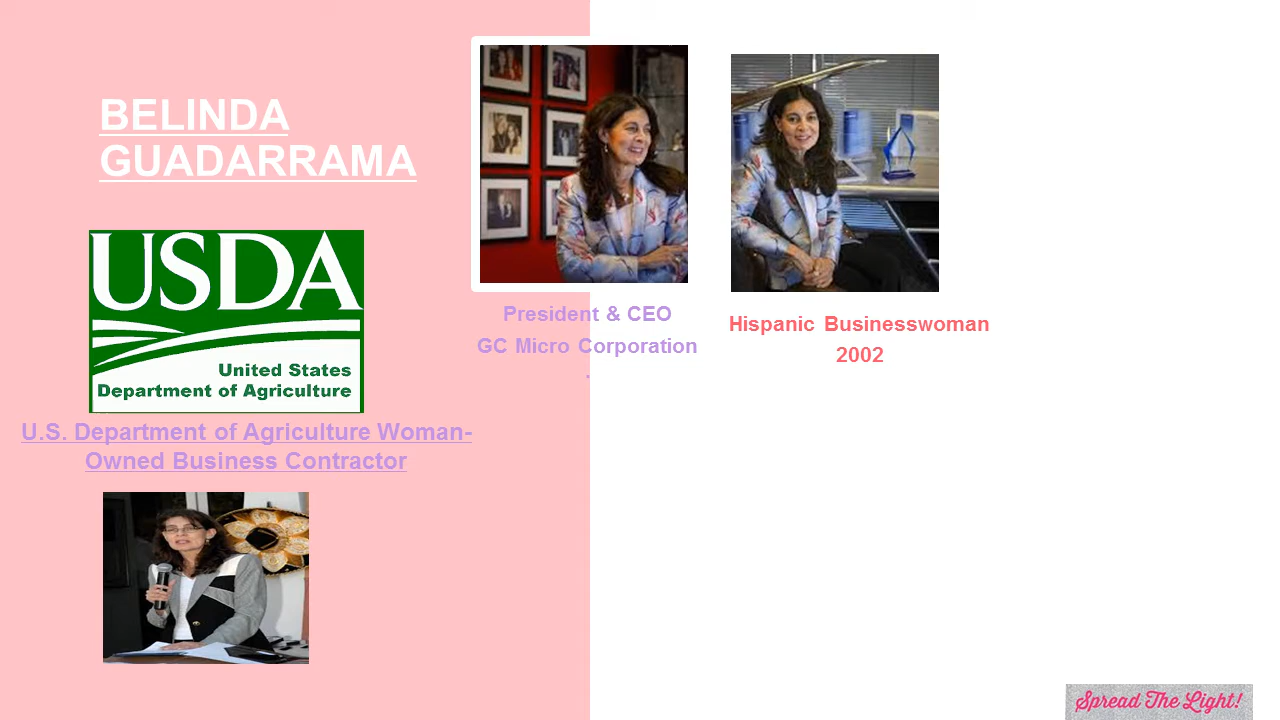 BELINDA
GUADARRAMA
USDA
United States
Department of Agriculture
U.S. Department of Agriculture Woman-
Owned Business Contractor
President & CEO
GC Micro Corporation
.
Hispanic Businesswoman
2002
Spread The Light!